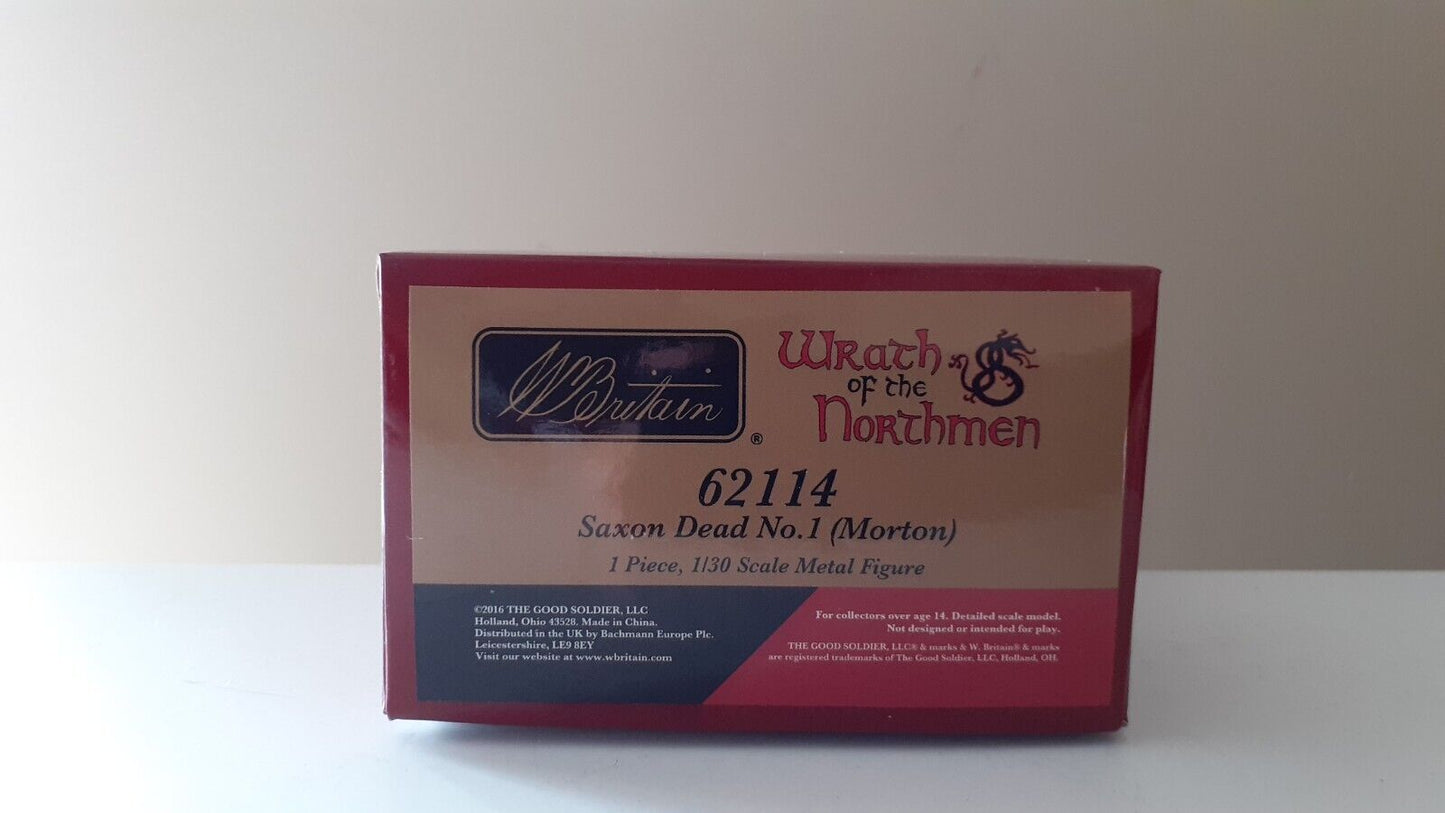 WBritain ®
Wrath
of the
Northmen
62114
Saxon Dead No.1 (Morton)
1 Piece, 1/30 Scale Metal Figure
©2016 THE GOOD SOLDIER, LLC
Holland, Ohio 43528. Made in China.
Distributed in the UK by Bachmann Europe Plc.
Leicestershire, LE9 8EY
Visit our website at www.wbritain.com
For collectors over age 14. Detailed scale model.
Not designed or intended for play.
THE GOOD SOLDIER, LLC® & marks & W. Britain® & marks
are registered trademarks of The Good Soldier, LLC, Holland, OH.